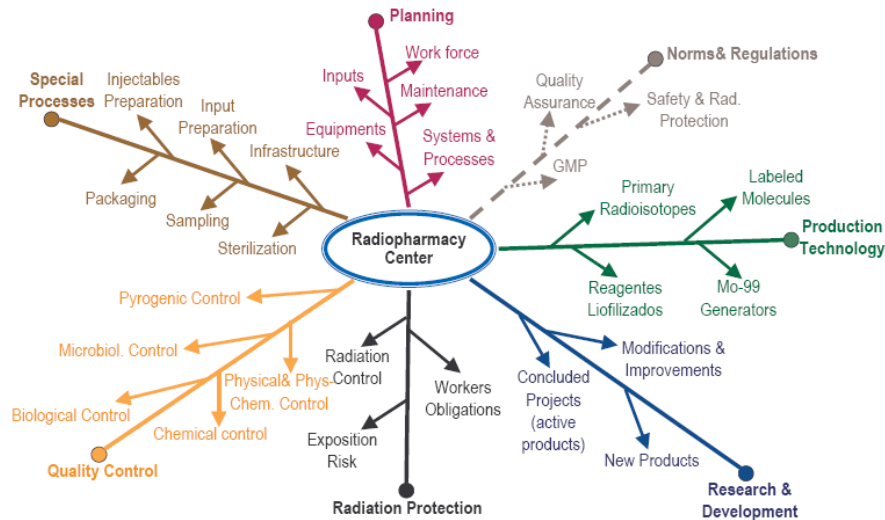 Planning
Work force
Inputs
Maintenance
Equipments
Systems &
Processes
Norms& Regulations
Quality
Assurance
Safety & Rad.
Protection
GMP
Special
Processes
Injectables
Preparation
Input
Preparation
Infrastructure
Packaging
Sampling
Sterilization
Radiopharmacy
Center
Primary
Radioisotopes
Labeled
Molecules
Production
Technology
Reagentes
Liofilizados
Mo-99
Generators
Pyrogenic Control
Microbiol. Control
Physical& Phys-
Chem. Control
Biological Control
Chemical control
Quality Control
Radiation
Control
Workers
Obligations
Exposition
Risk
Radiation Protection
Modifications &
Improvements
Concluded
Projects
(active
products)
New Products
Research &
Development